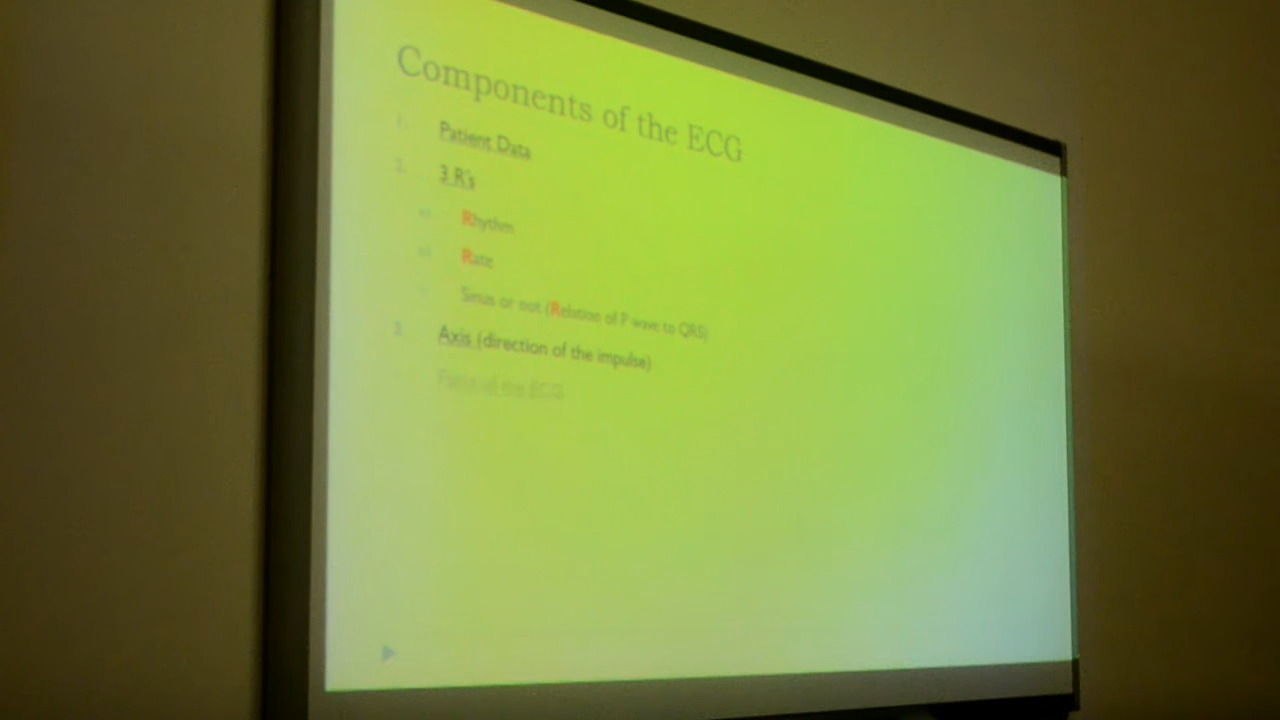 Components of the ECG
1. Patient Data
2. 3 R's
Rhythm
Rate
Sinus or not (Relation of P wave to QRS)
3. Axis (direction of the impulse)
of the ECG